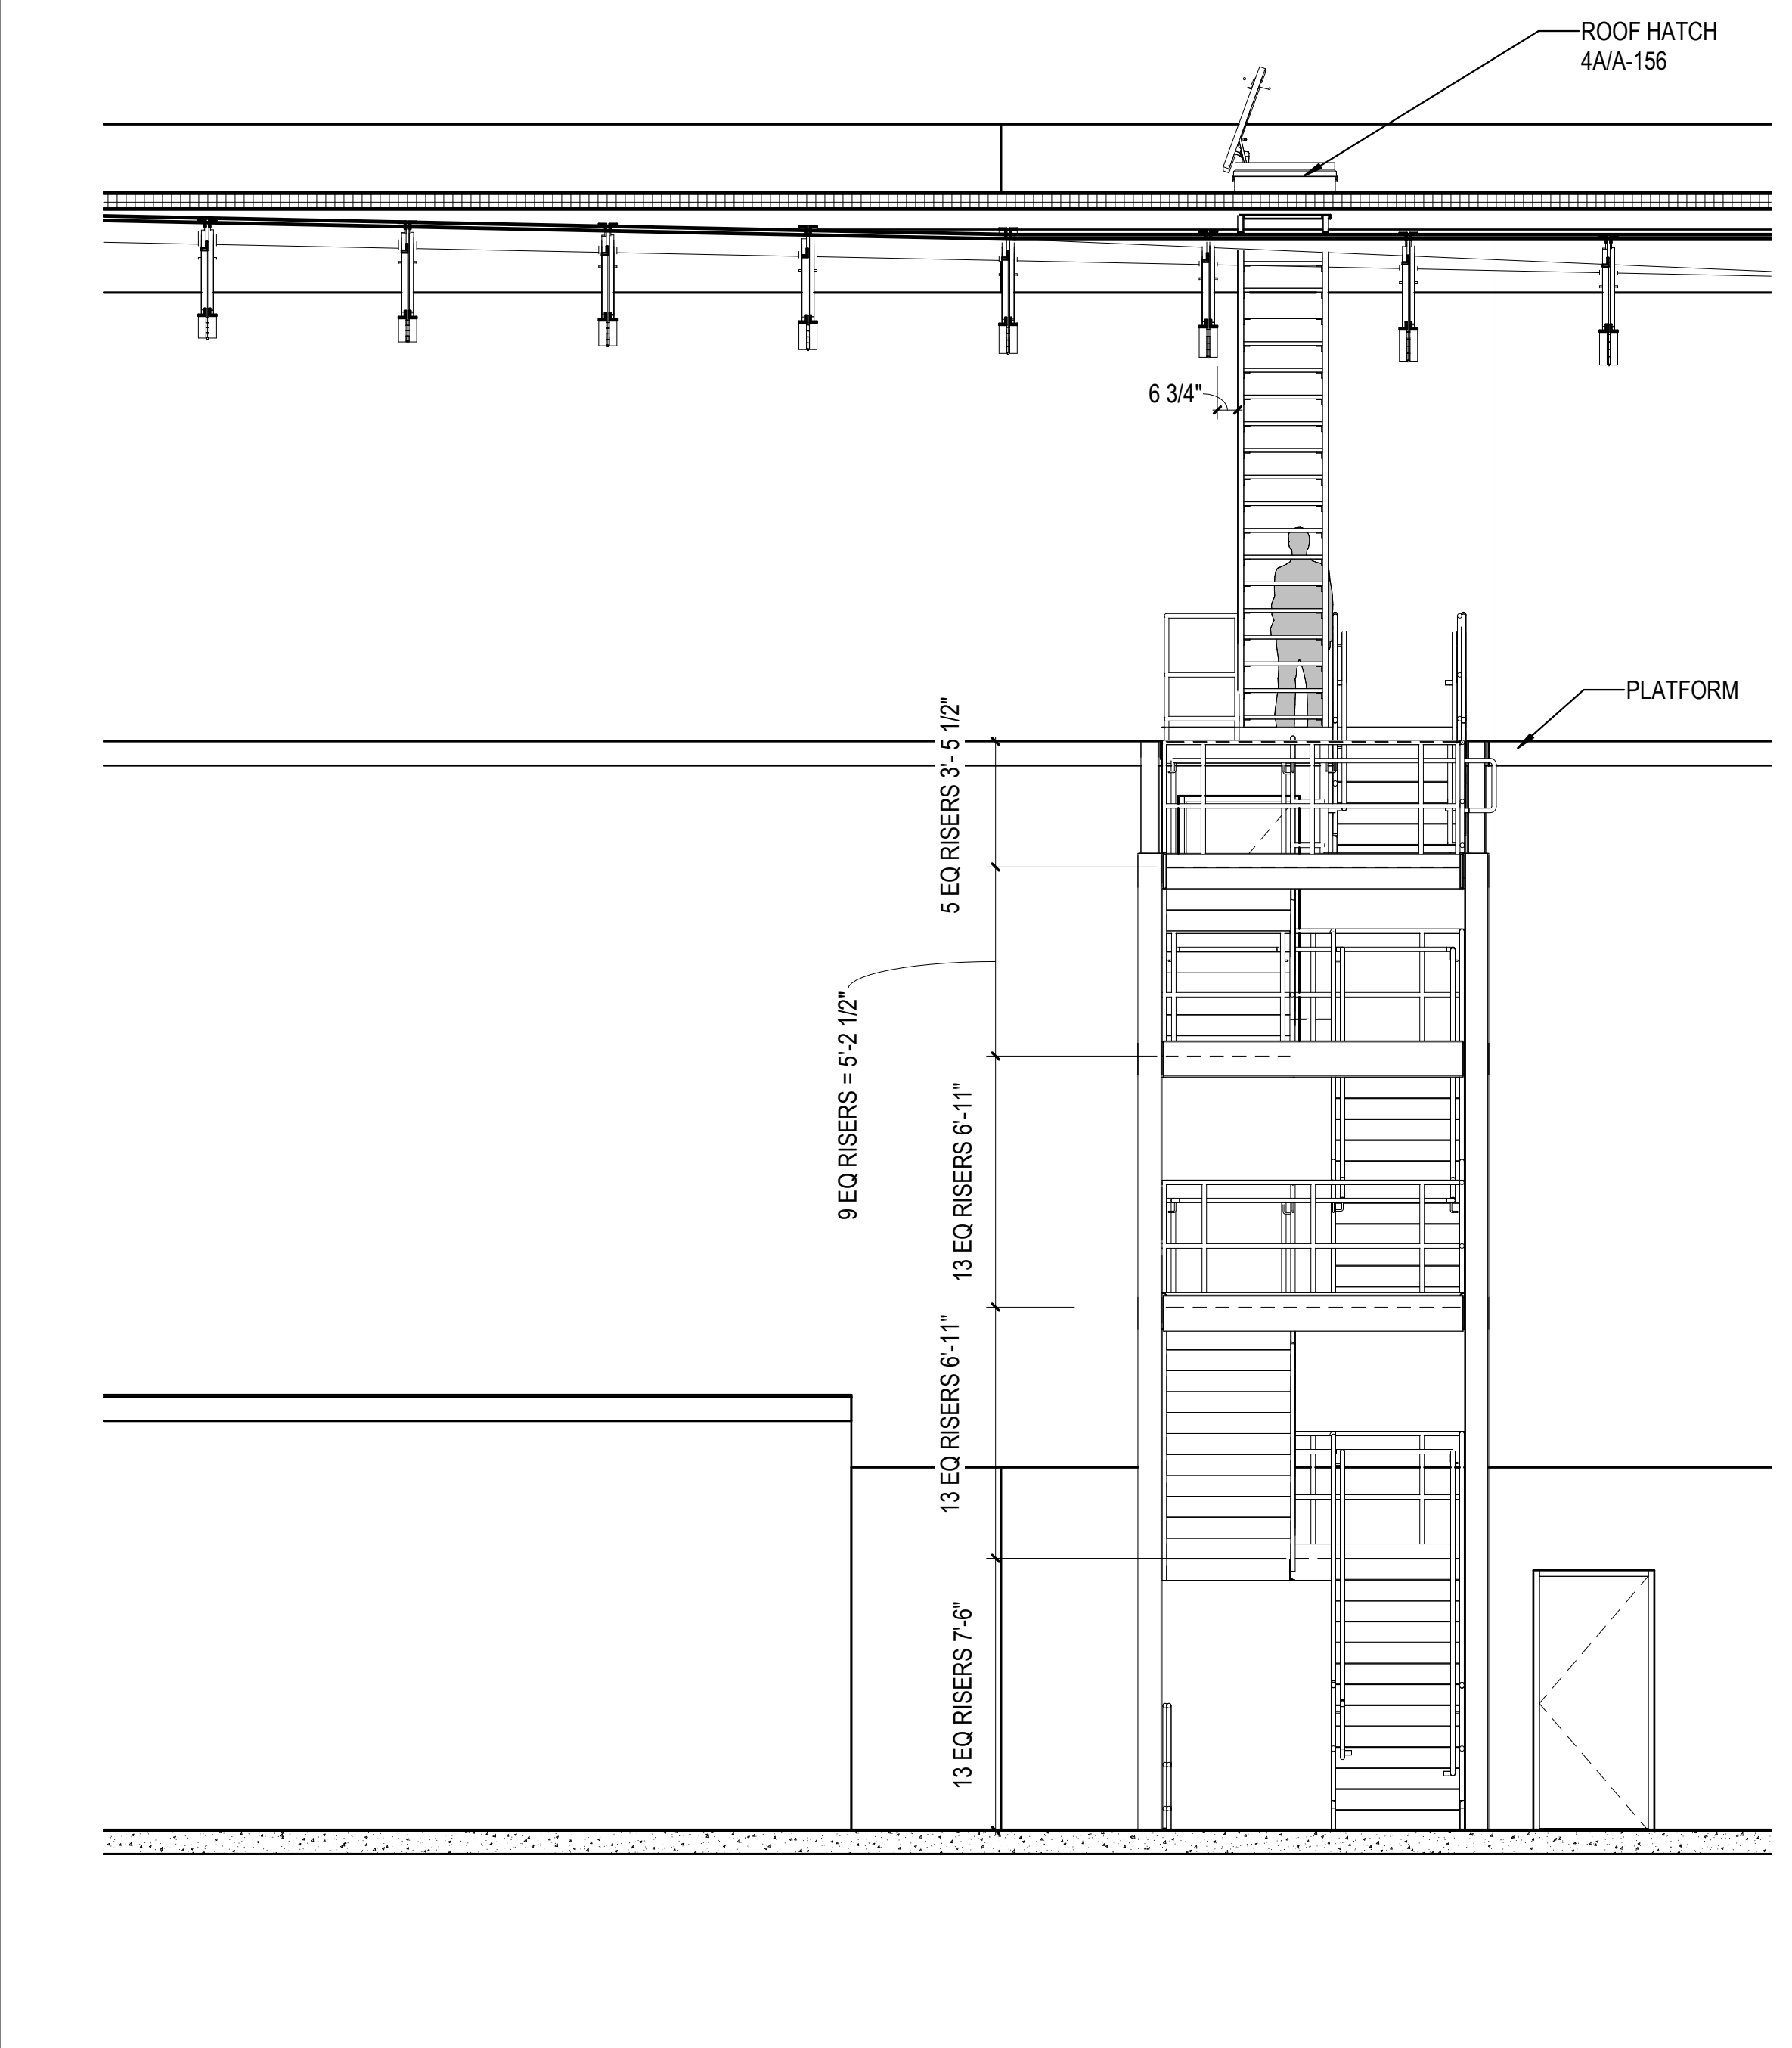 ROOF HATCH
4A/A-156
6 3/4"
PLATFORM
5 EQ RISERS 3'- 5 1/2"
9 EQ RISERS = 5'-2 1/2"
13 EQ RISERS 6'-11"
13 EQ RISERS 6'-11"
13 EQ RISERS 7'-6"